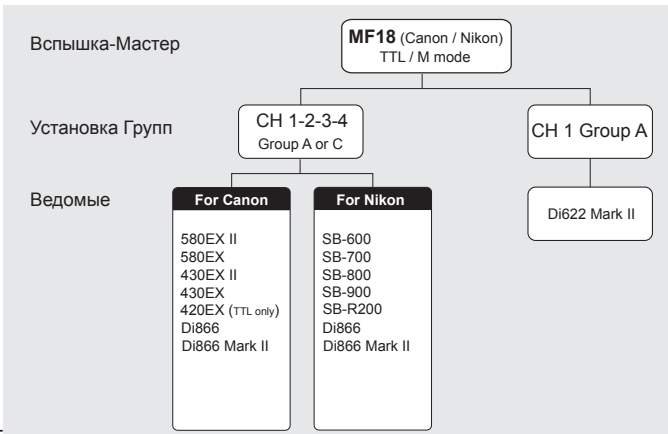 Вспышка-Мастер
MF18 (Canon / Nikon)
TTL / M mode
Установка Групп
CH 1-2-3-4
Group A or C
CH 1 Group A
Ведомые
For Canon
580EX II
580EX
430EX II
430EX
420EX (TTL only)
Di866
Di866 Mark II
For Nikon
SB-600
SB-700
SB-800
SB-900
SB-R200
Di866
Di866 Mark II
Di622 Mark II